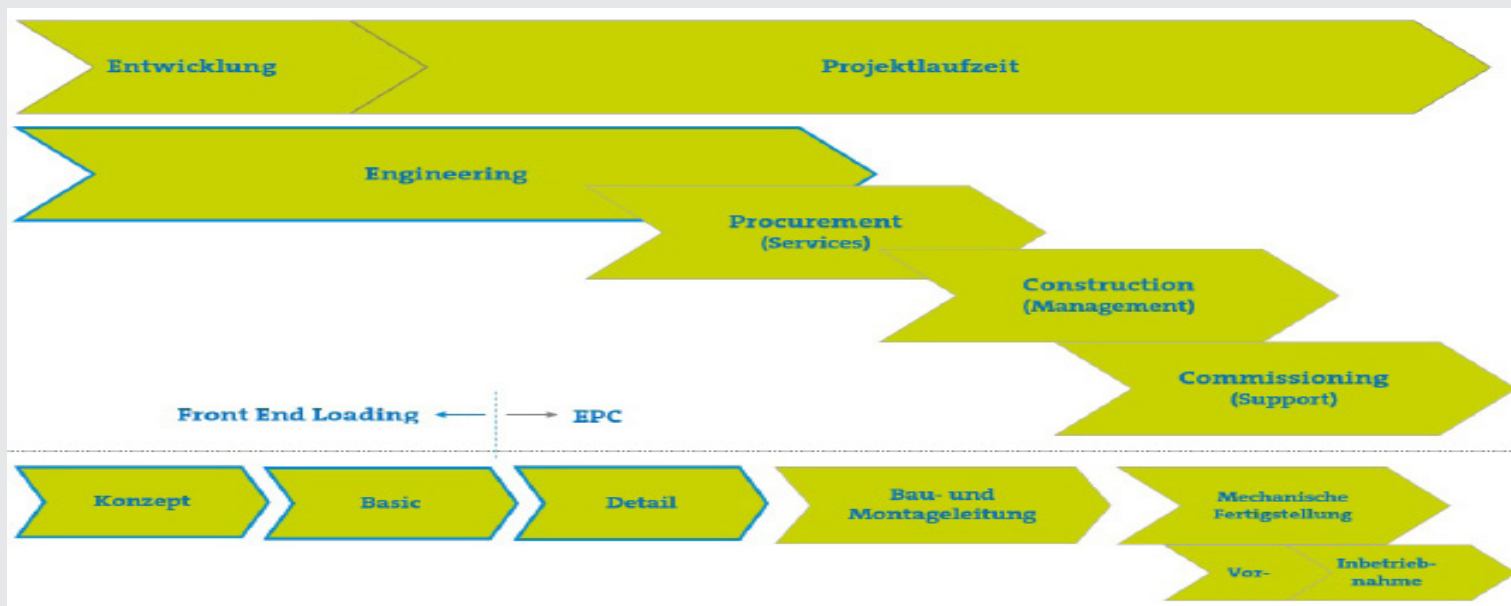 Entwicklung
Projektlaufzeit
Engineering
Procurement
(Services)
Construction
(Management)
Commissioning
(Support)
Front End Loading
EPC
Konzept
Basic
Detail
Bau- und
Montageleitung
Mechanische
Fertigstellung
Vor-
Inbetrieb-
nahme